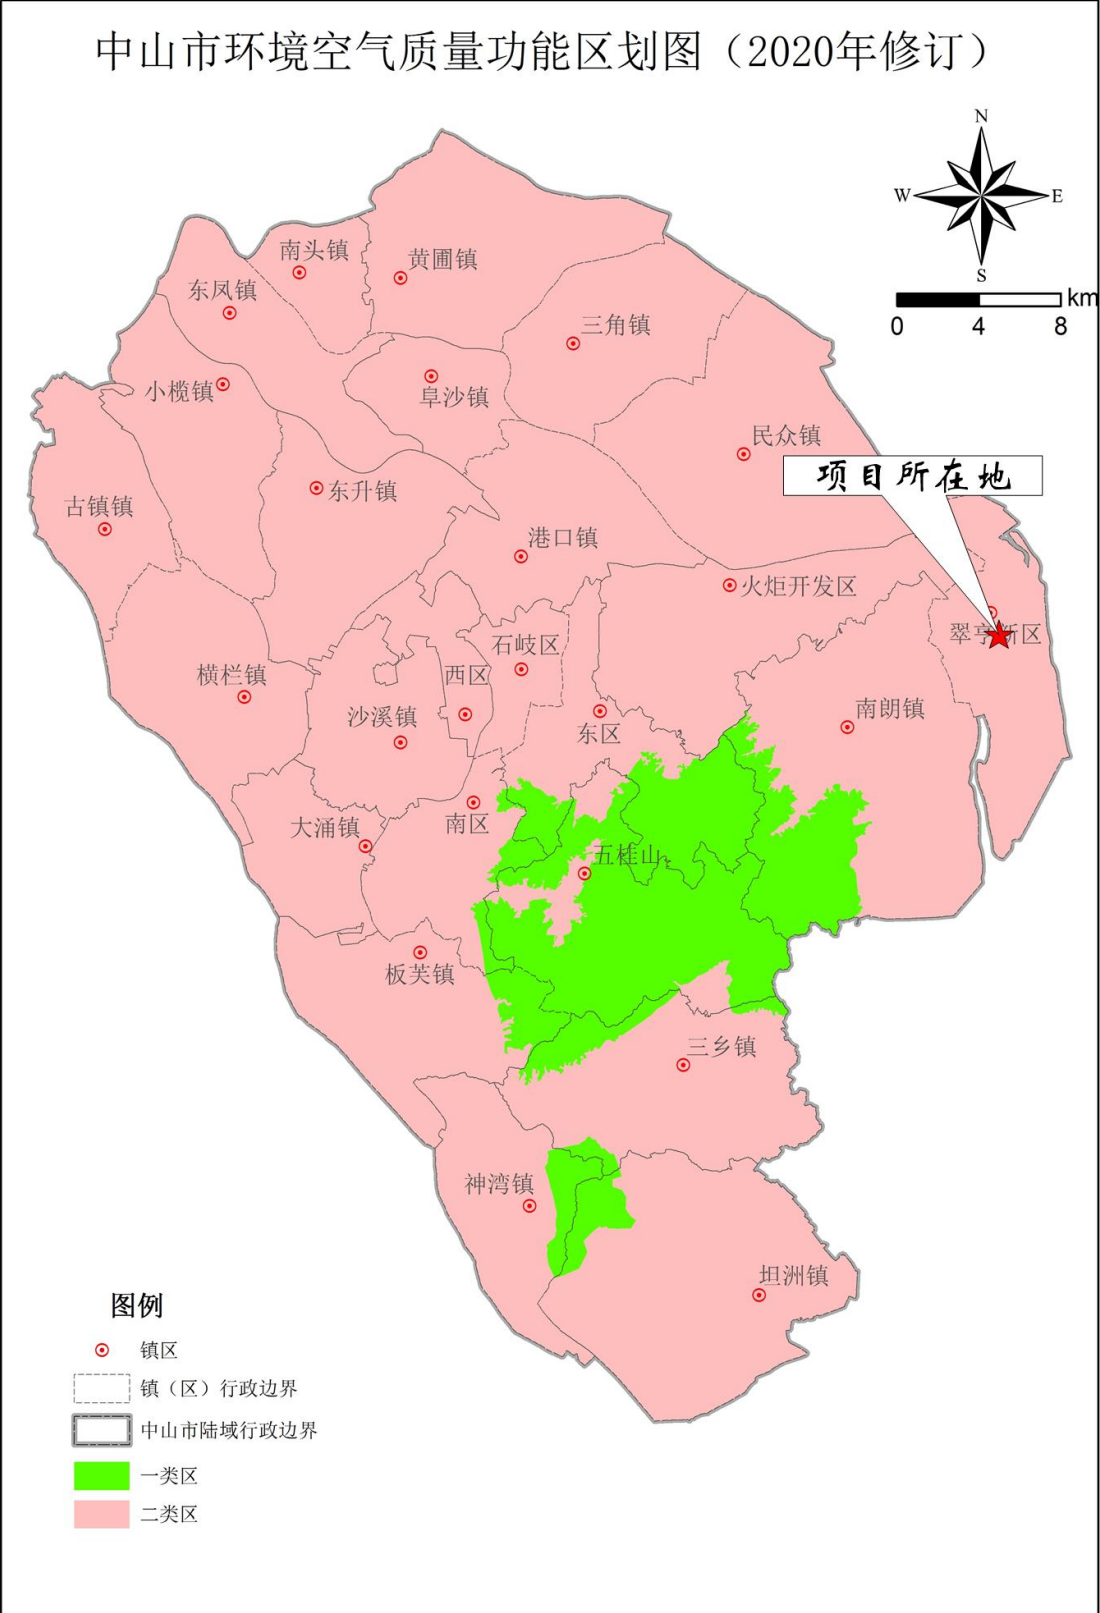 中山市环境空气质量功能区划图（2020年修订）
N
W
E
S
km
0 4 8
南头镇
黄圃镇
东凤镇
三角镇
小榄镇
阜沙镇
民众镇
项目所在地
古镇镇
东升镇
港口镇
火炬开发区
翠亨新区
石岐区
横栏镇
西区
沙溪镇
东区
南朗镇
大涌镇
南区
五桂山
板芙镇
三乡镇
神湾镇
坦洲镇
图例
镇区
镇（区）行政边界
中山市陆域行政边界
一类区
二类区